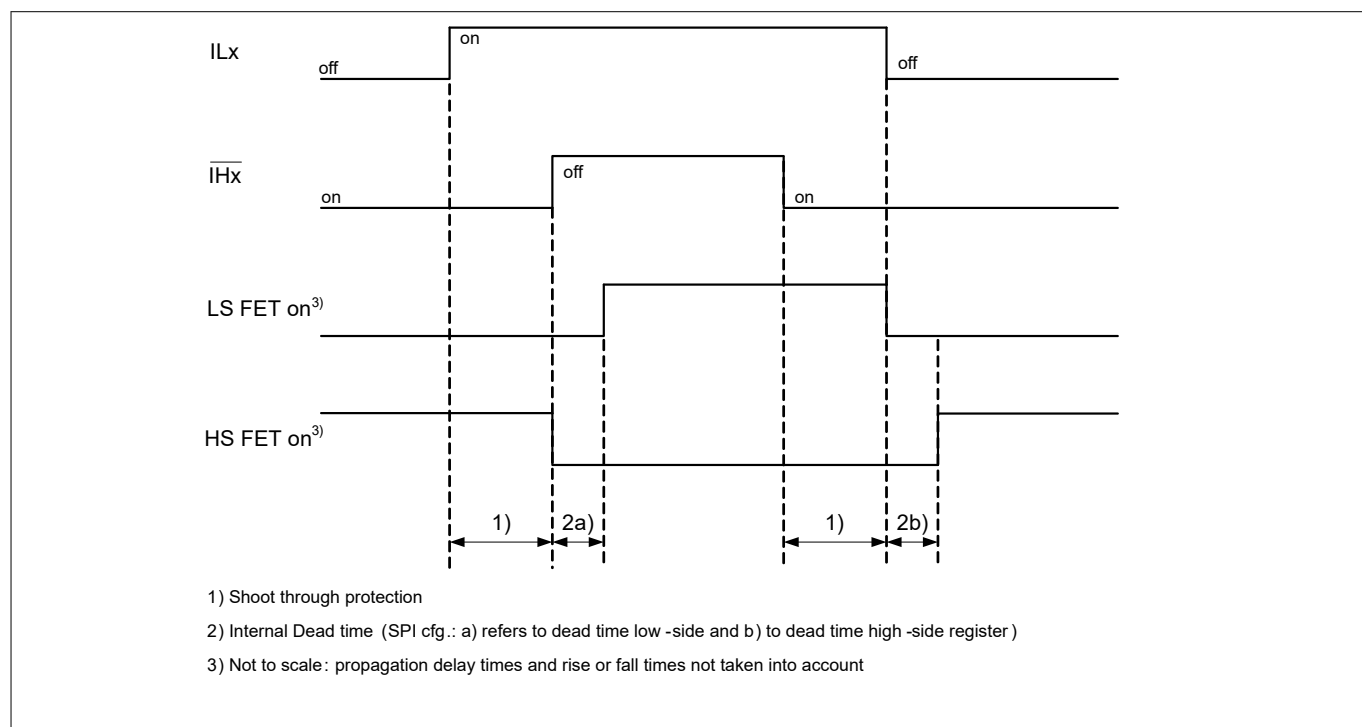 ILx
off
on
off
IHx
on
off
on
LS FET on3)
HS FET on3)
1)
2a)
1)
2b)
1) Shoot through protection
2) Internal Dead time (SPI cfg.: a) refers to dead time low -side and b) to dead time high -side register)
3) Not to scale: propagation delay times and rise or fall times not taken into account